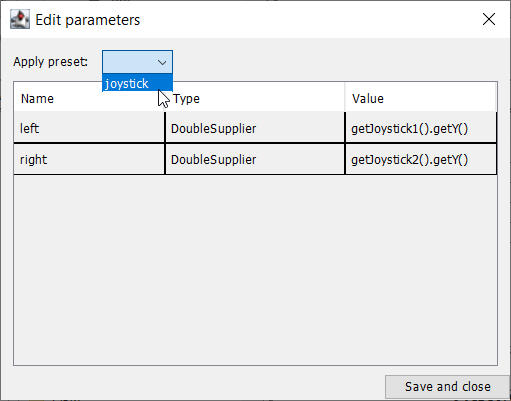 Edit parameters
Apply preset:
joystick
Name Type Value
left DoubleSupplier getJoystick1().getY()
right DoubleSupplier getJoystick2().getY()
Save and close